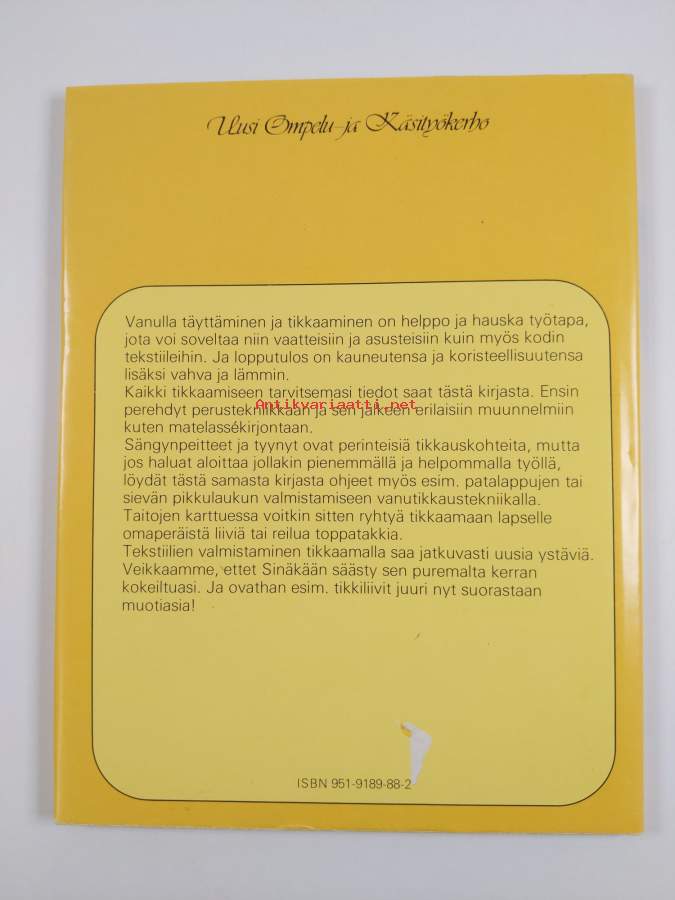 Uusi Ompelu-ja Käsityökerho
Vanulla täyttäminen ja tikkaaminen on helppo ja hauska työtapa,
jota voi soveltaa niin vaatteisiin ja asusteisiin kuin myös kodin
tekstiileihin. Ja lopputulos on kauneutensa ja koristeellisuutensa
lisäksi vahva ja lämmin.
Kaikki tikkaamiseen tarvitsemasi tiedot saat tästä kirjasta. Ensin
Antikvariaatti.net
perehdyt perustekniikkaan ja sen jälkeen erilaisiin muunnelmiin
kuten matelassékirjontaan.
Sängynpeitteet ja tyynyt ovat perinteisiä tikkauskohteita, mutta
jos haluat aloittaa jollakin pienemmällä ja helpommalla työllä,
löydät tästä samasta kirjasta ohjeet myös esim. patalappujen tai
sievän pikkulaukun valmistamiseen vanutikkaustekniikalla.
Taitojen karttuessa voitkin sitten ryhtyä tikkaamaan lapselle
omaperäistä liiviä tai reilua toppatakkia.
Tekstiilien valmistaminen tikkaamalla saa jatkuvasti uusia ystäviä.
Veikkaamme, ettet Sinäkään säästy sen puremalta kerran
kokeiltuasi. Ja ovathan esim. tikkiliivit juuri nyt suorastaan
muotiasia!
ISBN 951-9189-88-2